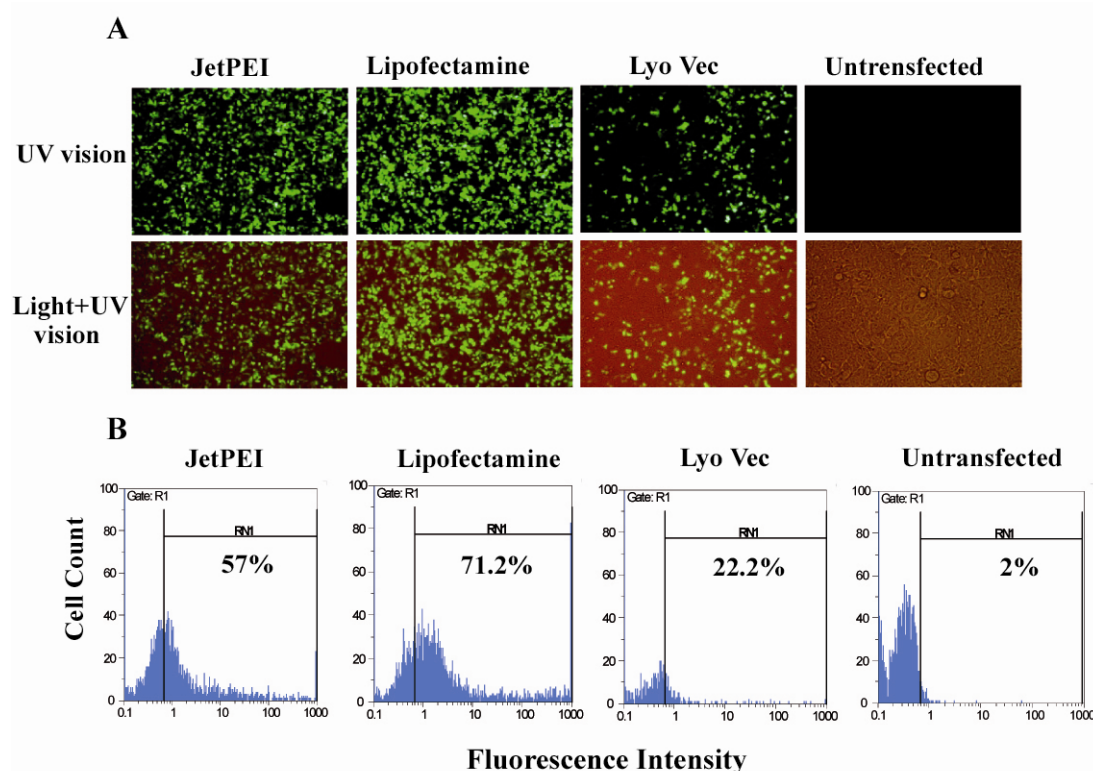 A
JetPEI Lipofectamine Lyo Vec Untrensfected
UV vision
Light+UV
vision
B
JetPEI Lipofectamine Lyo Vec Untransfected
Cell Count
Gate: R1
RN1
57%
100
80
60
40
20
0
0.1 1 10 100 1000
Gate: R1
RN1
71.2%
100
80
60
40
20
0
0.1 1 10 100 1000
Gate: R1
RN1
22.2%
100
80
60
40
20
0
0.1 1 10 100 1000
Gate: R1
RN1
2%
100
80
60
40
20
0
0.1 1 10 100 1000
Fluorescence Intensity